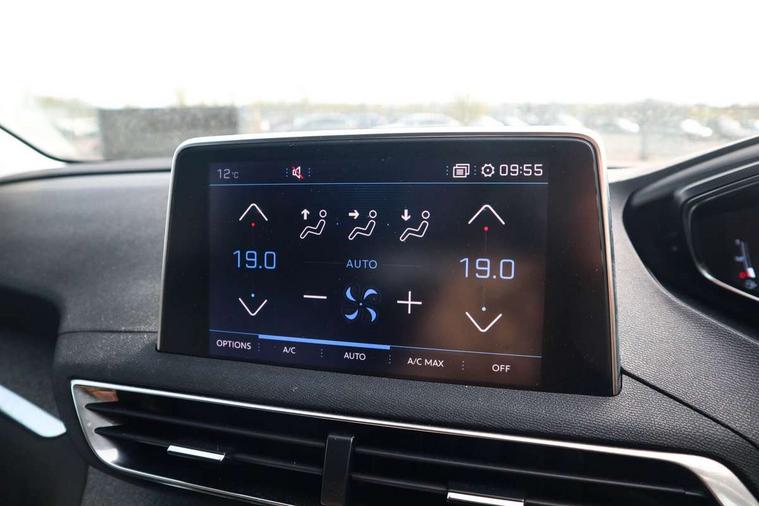 12°C 09:55
19.0 AUTO 19.0
OPTIONS A/C AUTO A/C MAX OFF